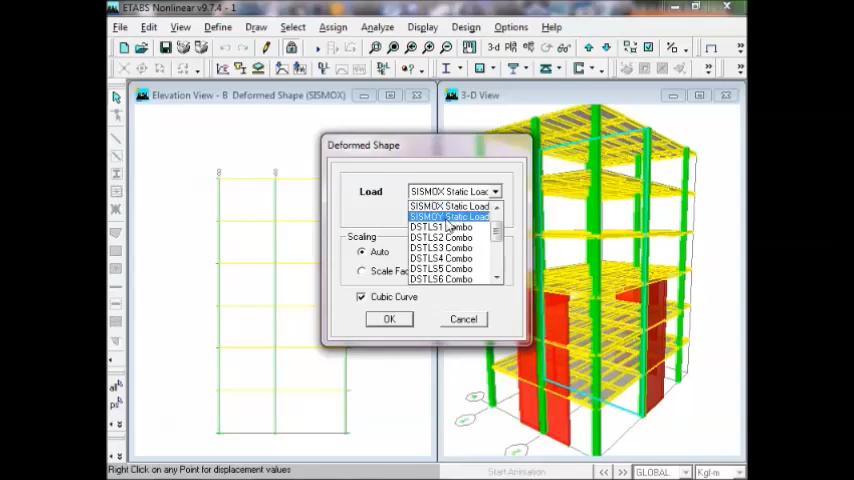 ETABS Nonlinear v9.7.4 - 1
File Edit View Define Draw Select Assign Analyze Display Design Options Help
3-d
Elevation View - B Deformed Shape (SISMOX)
3-D View
Deformed Shape
Load
SISMOX Static Load
SISMOX Static Load
SISMOY Static Load
DSTLS1 Combo
DSTLS2 Combo
DSTLS3 Combo
DSTLS4 Combo
DSTLS5 Combo
DSTLS6 Combo
Scaling
Auto
Scale Fac
Cubic Curve
OK
Cancel
all
ps
Right Click on any Point for displacement values
Start Animation
GLOBAL
Kgf-m